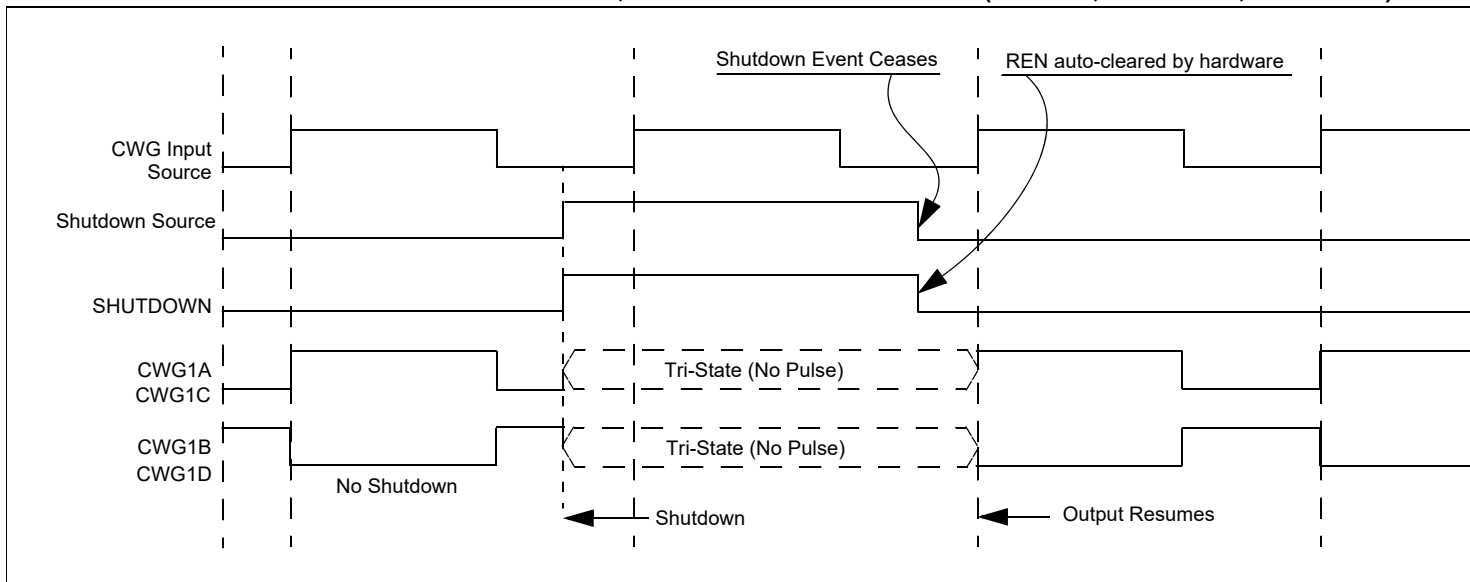 Shutdown Event Ceases
REN auto-cleared by hardware
CWG Input
Source
Shutdown Source
SHUTDOWN
CWG1A
CWG1C
Tri-State (No Pulse)
CWG1B
CWG1D
Tri-State (No Pulse)
No Shutdown
Shutdown
Output Resumes